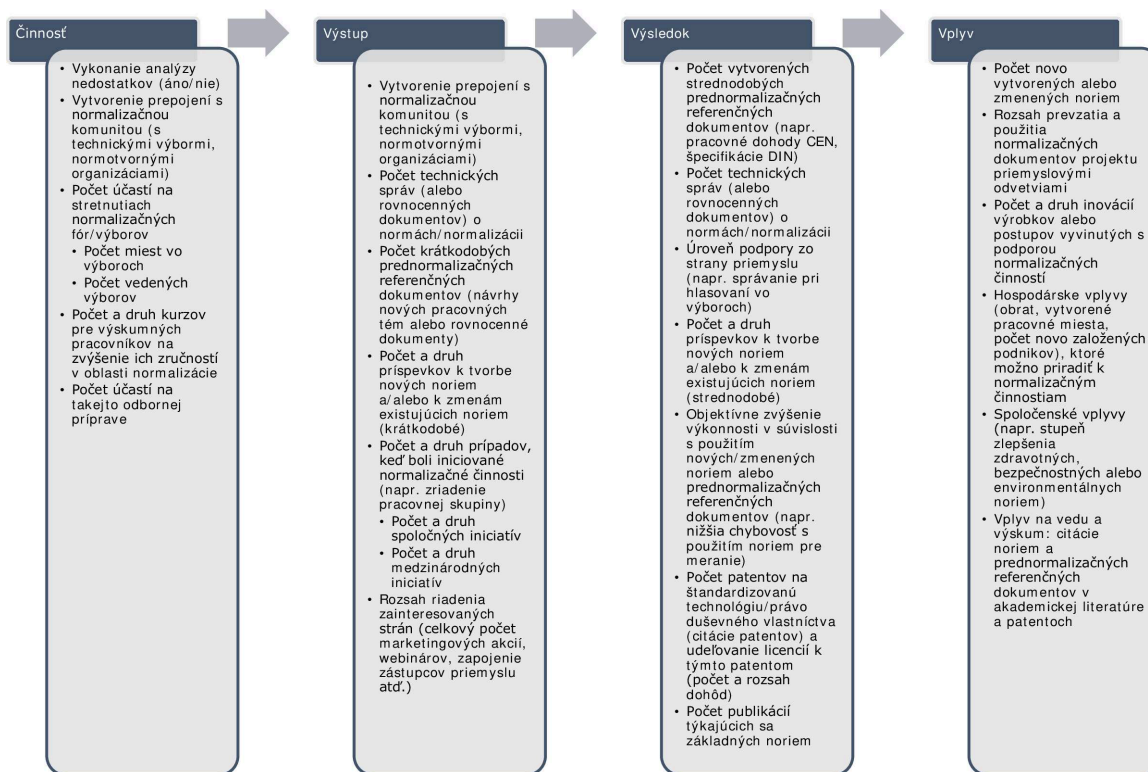 Činnosť
• Vykonanie analýzy
nedostatkov (áno/nie)
• Vytvorenie prepojení s
normalizačnou
komunitou (s
technickými výbormi,
normotvornými
organizáciami)
• Počet účastí na
stretnutiach
normalizačných
fór/výborov
• Počet miest vo
výboroch
• Počet vedených
výborov
• Počet a druh kurzov
pre výskumných
pracovníkov na
zvýšenie ich zručností
v oblasti normalizácie
• Počet účastí na
takejto odbornej
príprave
Výstup
• Vytvorenie prepojení s
normalizačnou
komunitou (s
technickými výbormi,
normotvornými
organizáciami)
• Počet technických
správ (alebo
rovnocenných
dokumentov) o
normách/normalizácii
• Počet krátkodobých
prednormalizačných
referenčných
dokumentov (návrhy
nových pracovných
tém alebo rovnocenné
dokumenty)
• Počet a druh
príspevkov k tvorbe
nových noriem
a/alebo k zmenám
existujúcich noriem
(krátkodobé)
• Počet a druh prípadov,
keď boli iniciované
normalizačné činnosti
(napr. zriadenie
pracovnej skupiny)
• Počet a druh
spoločných iniciatív
• Počet a druh
medzinárodných
iniciatív
• Rozsah riadenia
zainteresovaných
strán (celkový počet
marketingových akcií,
webinárov, zapojenie
zástupcov priemyslu
atď.)
Výsledok
• Počet vytvorených
strednodobých
prednormalizačných
referenčných
dokumentov (napr.
pracovné dohody CEN,
špecifikácie DIN)
• Počet technických
správ (alebo
rovnocenných
dokumentov) o
normách/normalizácii
• Úroveň podpory zo
strany priemyslu
(napr. správanie pri
hlasovaní vo
výboroch)
• Počet a druh
príspevkov k tvorbe
nových noriem
a/alebo k zmenám
existujúcich noriem
(strednodobé)
• Objektívne zvýšenie
výkonnosti v súvislosti
s použitím
nových/zmenených
noriem alebo
prednormalizačných
referenčných
dokumentov (napr.
nižšia chybovosť s
použitím noriem pre
meranie)
• Počet patentov na
štandardizovanú
technológiu/právo
duševného vlastníctva
(citácie patentov) a
udeľovanie licencií k
týmto patentom
(počet a rozsah
dohôd)
• Počet publikácií
týkajúcich sa
základných noriem
Vplyv
• Počet novo
vytvorených alebo
zmenených noriem
• Rozsah prevzatia a
použitia
normalizačných
dokumentov projektu
priemyslovými
odvetviami
• Počet a druh inovácií
výrobkov alebo
postupov vyvinutých s
podporou
normalizačných
činností
• Hospodárske vplyvy
(obrat, vytvorené
pracovné miesta,
počet novo založených
podnikov), ktoré
možno priradiť k
normalizačným
činnostiam
• Spoločenské vplyvy
(napr. stupeň
zlepšenia
zdravotných,
bezpečnostných alebo
environmentálnych
noriem)
• Vplyv na vedu a
výskum: citácie
noriem a
prednormalizačných
referenčných
dokumentov v
akademickej literatúre
a patentoch